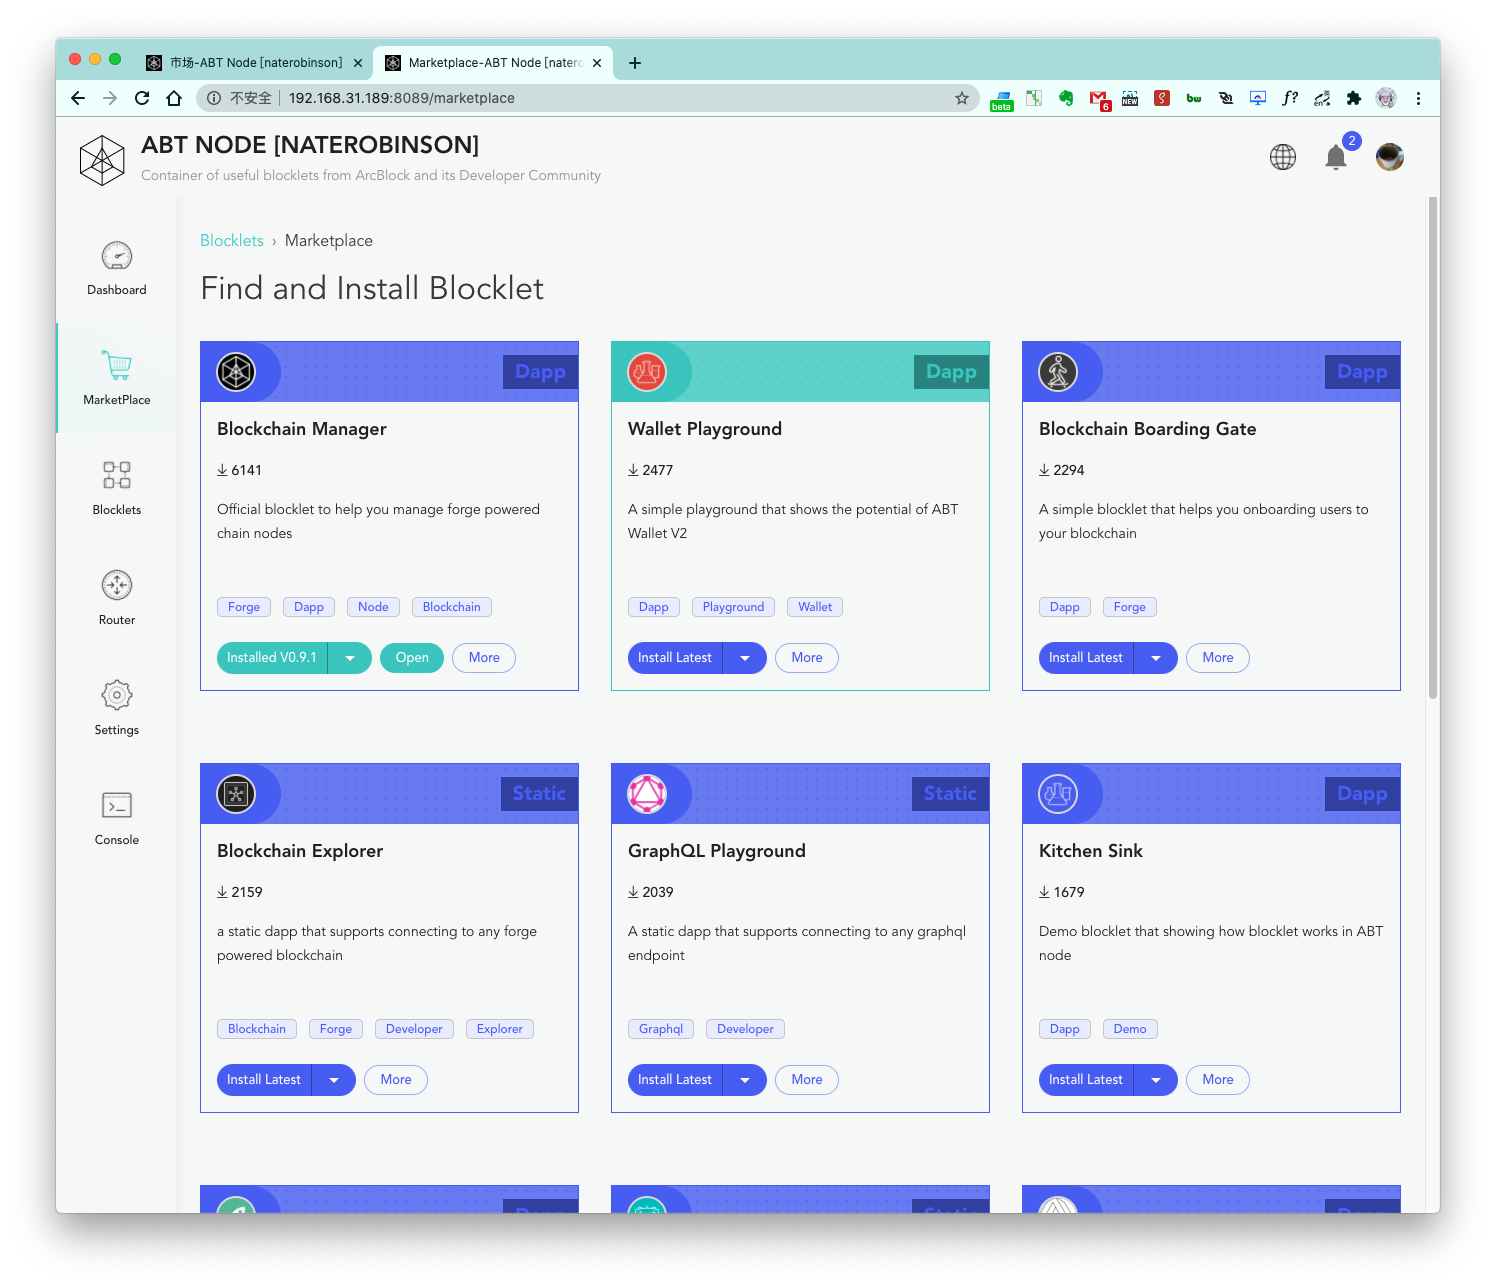 市场-ABT Node [naterobinson]
Marketplace-ABT Node [natero
不安全
192.168.31.189:8089/marketplace
beta
6
NEW
S
bw
f?
en
ABT NODE [NATEROBINSON]
Container of useful blocklets from ArcBlock and its Developer Community
2
Dashboard
MarketPlace
Blocklets
Router
Settings
Console
Blocklets › Marketplace
Find and Install Blocklet
Dapp
Blockchain Manager
6141
Official blocklet to help you manage forge powered
chain nodes
Forge Dapp Node Blockchain
Installed V0.9.1 Open More
Dapp
Wallet Playground
2477
A simple playground that shows the potential of ABT
Wallet V2
Dapp Playground Wallet
Install Latest More
Dapp
Blockchain Boarding Gate
2294
A simple blocklet that helps you onboarding users to
your blockchain
Dapp Forge
Install Latest More
Static
Blockchain Explorer
2159
a static dapp that supports connecting to any forge
powered blockchain
Blockchain Forge Developer Explorer
Install Latest More
Static
GraphQL Playground
2039
A static dapp that supports connecting to any graphql
endpoint
Graphql Developer
Install Latest More
Dapp
Kitchen Sink
1679
Demo blocklet that showing how blocklet works in ABT
node
Dapp Demo
Install Latest More
Dapp
Static
Dapp